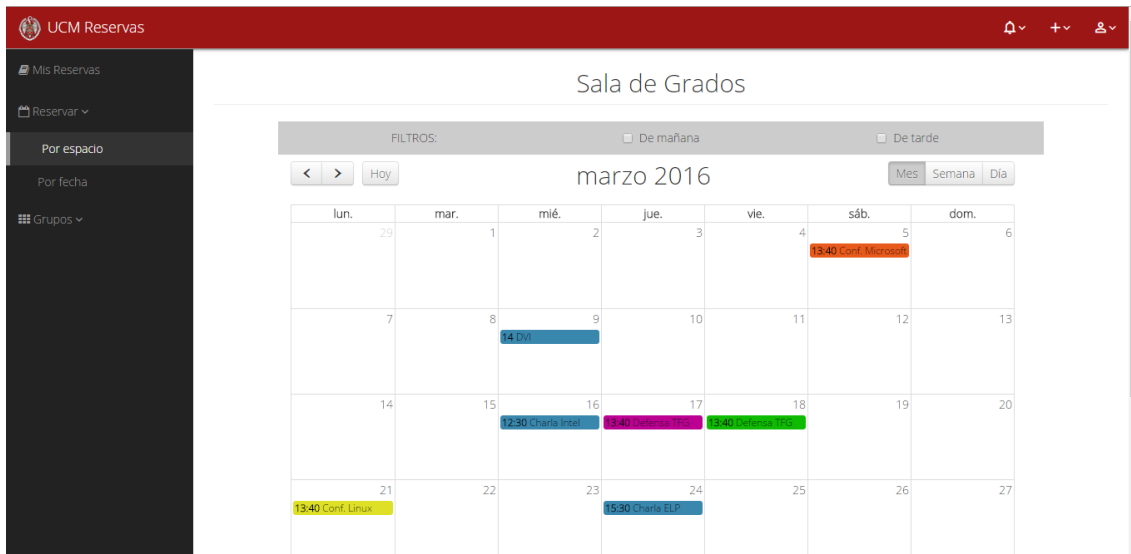 UCM Reservas
Mis Reservas
Reservar
Por espacio
Por fecha
Grupos
Sala de Grados
FILTROS: De mañana De tarde
Hoy marzo 2016 Mes Semana Día
lun. mar. mié. jue. vie. sáb. dom.
29 1 2 3 4 5 6
13:40 Conf. Microsoft
7 8 9 10 11 12 13
14 DVI
14 15 16 17 18 19 20
12:30 Charla Intel 13:40 Defensa TFG 13:40 Defensa TFG
21 22 23 24 25 26 27
13:40 Conf. Linux 15:30 Charla ELP